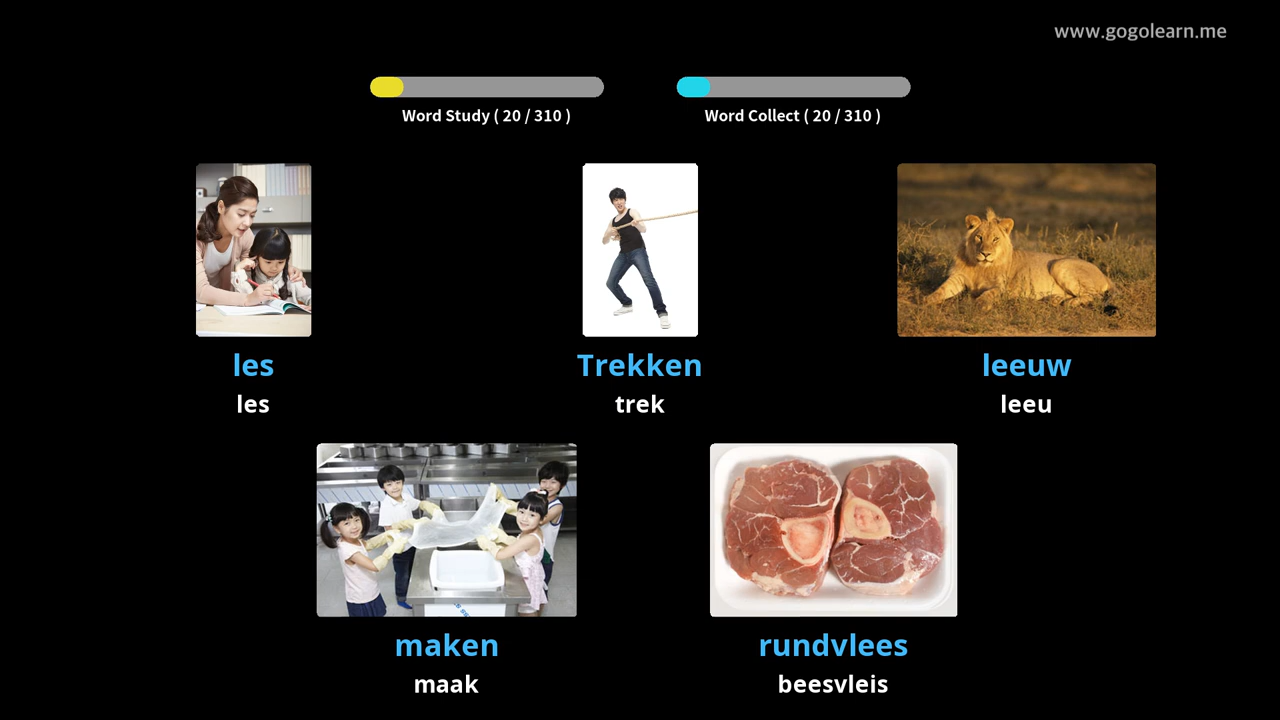 www.gogolearn.me
Word Study ( 20 / 310 )
Word Collect ( 20 / 310 )
les
les
Trekken
trek
leeuw
leeu
maken
maak
rundvlees
beesvleis